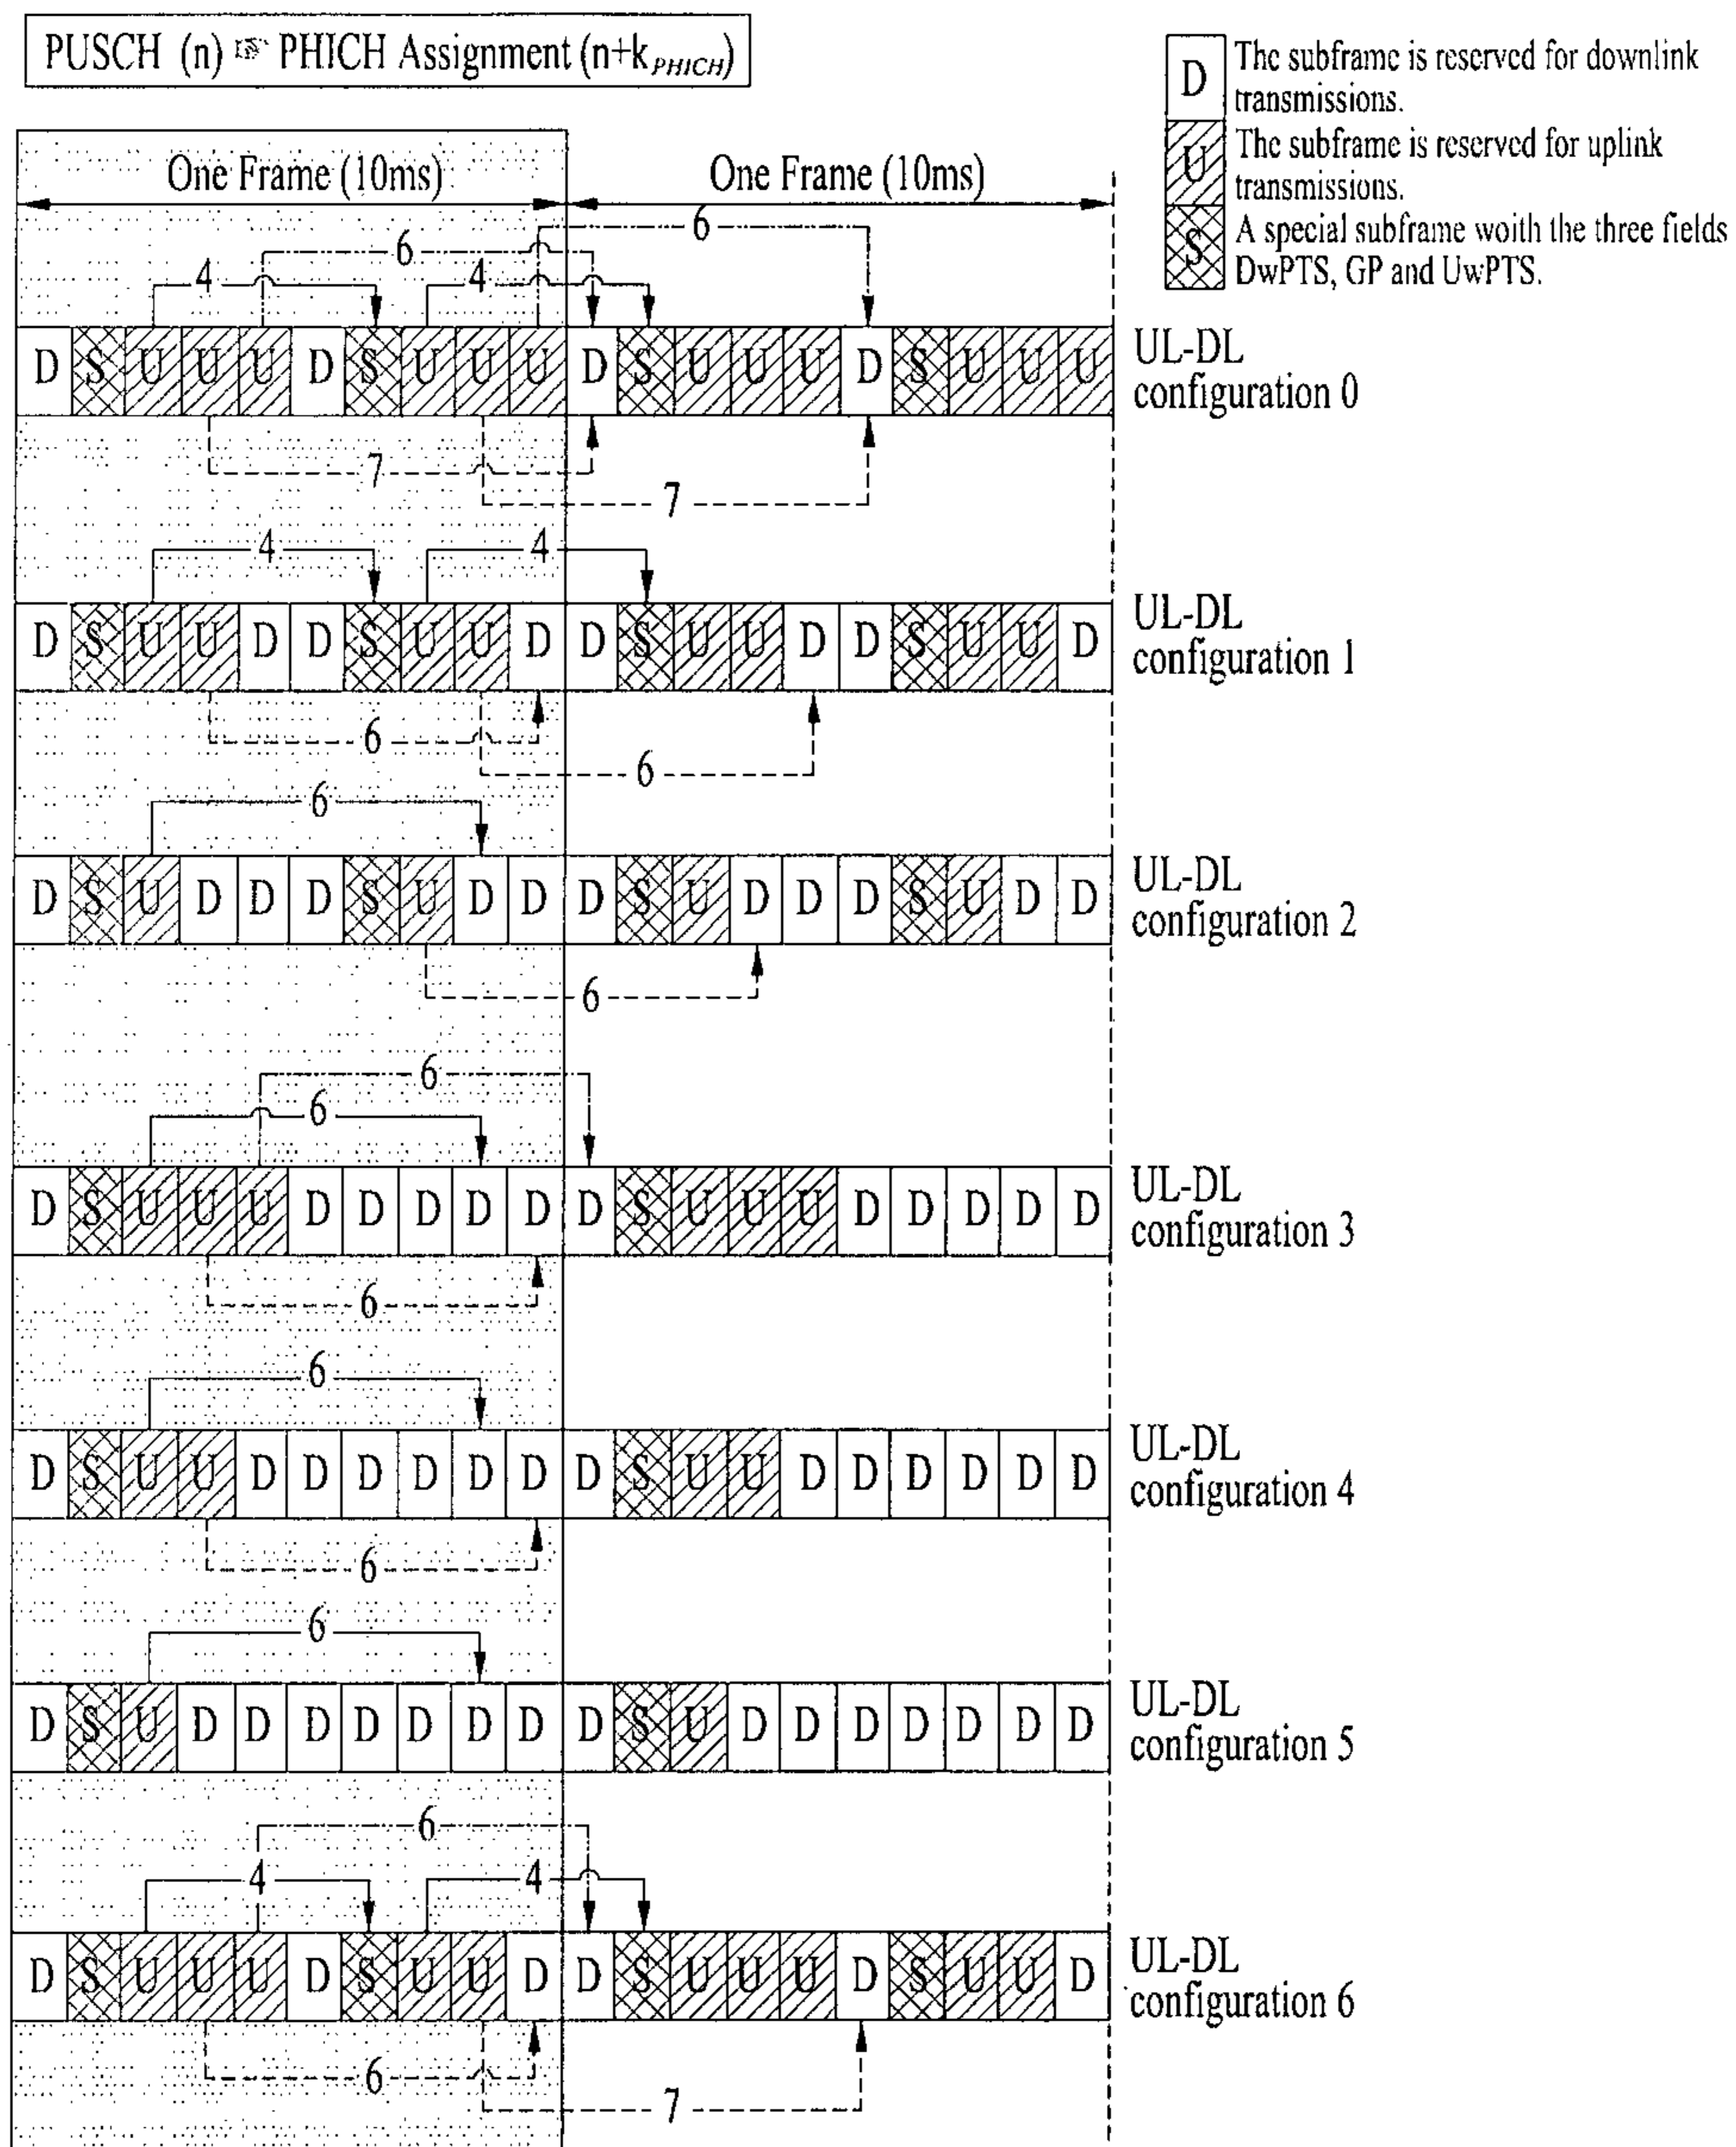 PUSCH (n) ☞ PHICH Assignment (n+kPHICH)
D The subframe is reserved for downlink
transmissions.
U The subframe is reserved for uplink
transmissions.
S A special subframe woith the three fields
DwPTS, GP and UwPTS.
One Frame (10ms) One Frame (10ms)
6 6
4 4
D S U U U D S U U U D S U U U D S U U U
UL-DL
configuration 0
7
7
4 4
D S U U D D S U U D D S U U D D S U U D
UL-DL
configuration 1
6
6
6
D S U D D D S U D D D S U D D D S U D D
UL-DL
configuration 2
6
6
6
D S U U U D D D D D D S U U U D D D D D
UL-DL
configuration 3
6
6
D S U U D D D D D D D S U U D D D D D D
UL-DL
configuration 4
6
6
D S U D D D D D D D D S U D D D D D D D
UL-DL
configuration 5
6
4 4
D S U U U D S U U D D S U U U D S U U D
UL-DL
configuration 6
6
7